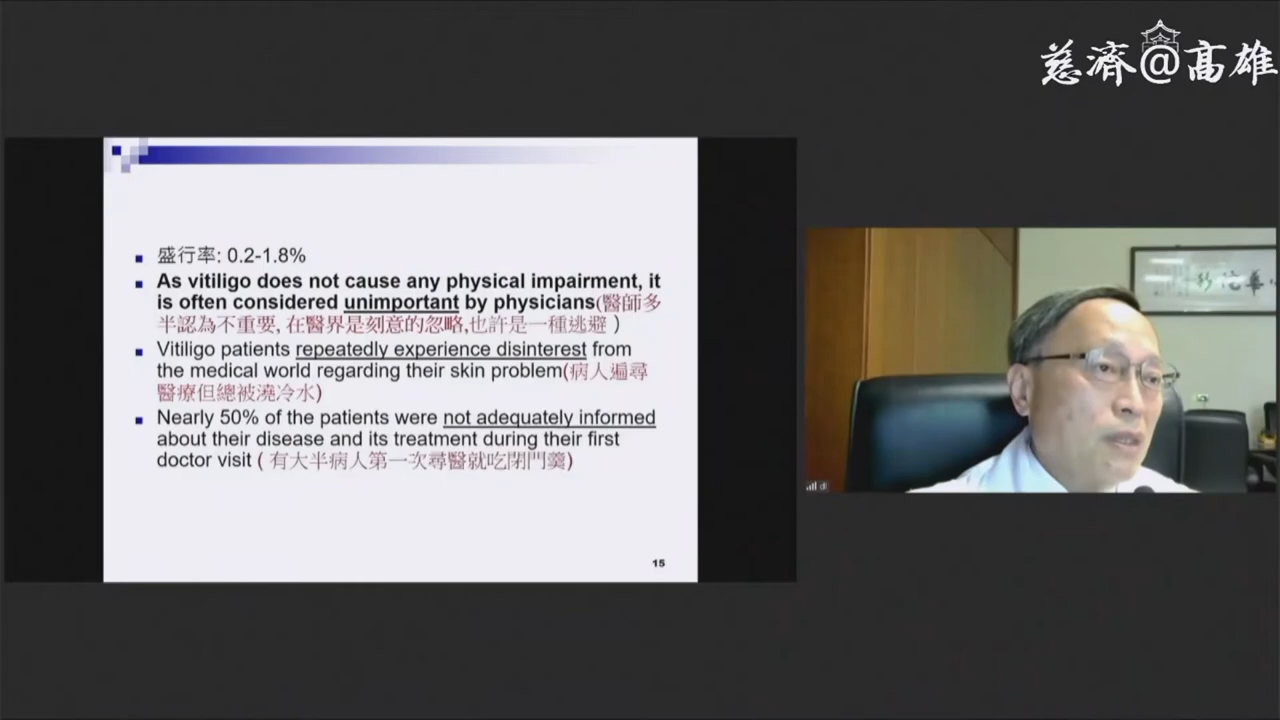 慈濟@高雄
盛行率: 0.2-1.8%
As vitiligo does not cause any physical impairment, it
is often considered unimportant by physicians(醫師多
半認為不重要, 在醫界是刻意的忽略,也許是一種逃避 )
Vitiligo patients repeatedly experience disinterest from
the medical world regarding their skin problem(病人遍尋
醫療但總被澆冷水)
Nearly 50% of the patients were not adequately informed
about their disease and its treatment during their first
doctor visit ( 有大半病人第一次尋醫就吃閉門羹)
15